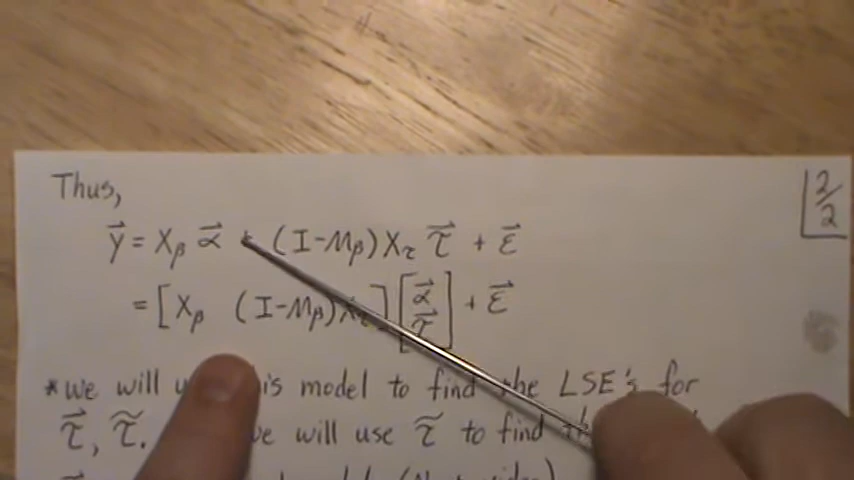 Thus,
2/2
y⃗ = X_β α⃗ + (I-M_β)X_τ τ⃗ + ε⃗
= [X_β (I-M_β)X_τ] [α⃗ τ⃗] + ε⃗
*we will this model to find the LSE's for
τ⃗, τ̃. we will use τ̃ to find